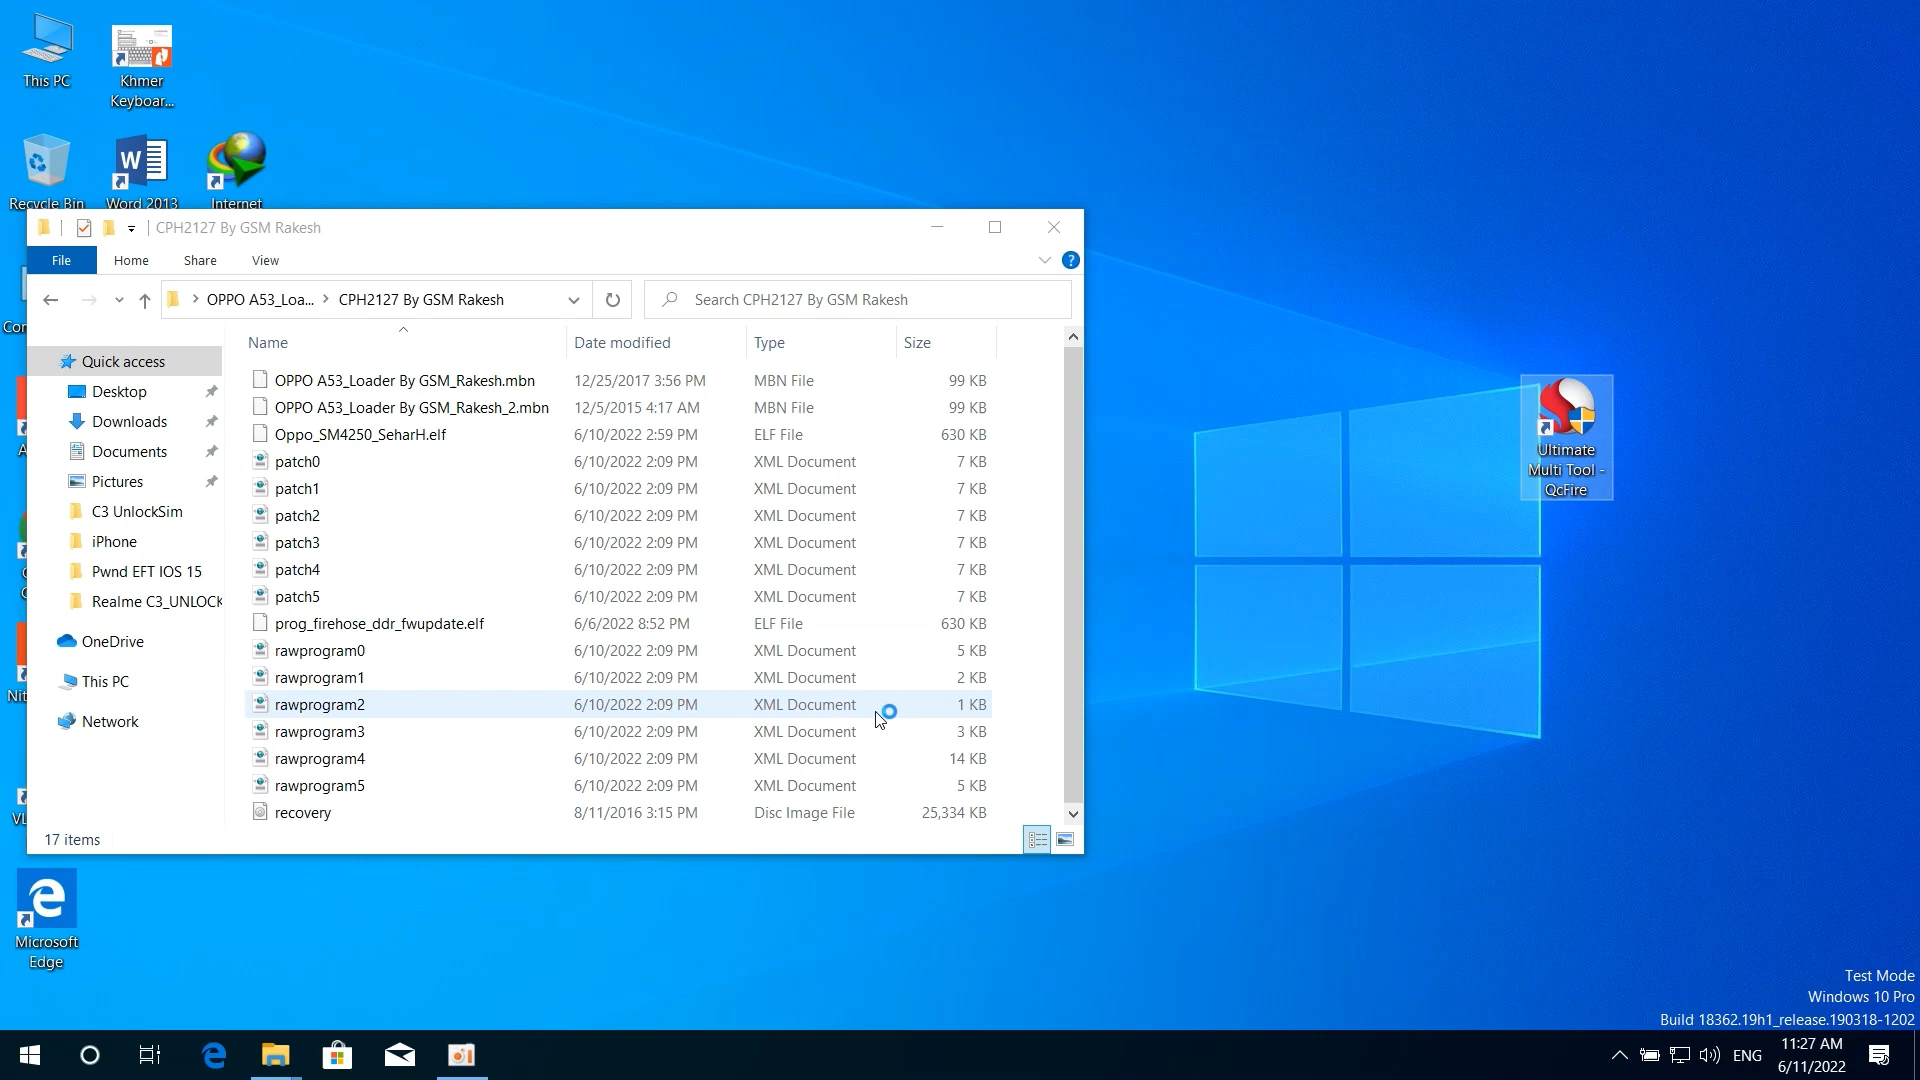 This PC
Khmer
Keyboar...
Recycle Bin
Word 2013
Internet
CPH2127 By GSM Rakesh
File
Home
Share
View
OPPO A53_Loa...
CPH2127 By GSM Rakesh
Search CPH2127 By GSM Rakesh
Name
Date modified
Type
Size
Quick access
Desktop
Downloads
Documents
Pictures
C3 UnlockSim
iPhone
Pwnd EFT IOS 15
Realme C3_UNLOCK
OneDrive
This PC
Network
OPPO A53_Loader By GSM_Rakesh.mbn 12/25/2017 3:56 PM MBN File 99 KB
OPPO A53_Loader By GSM_Rakesh_2.mbn 12/5/2015 4:17 AM MBN File 99 KB
Oppo_SM4250_SeharH.elf 6/10/2022 2:59 PM ELF File 630 KB
patch0 6/10/2022 2:09 PM XML Document 7 KB
patch1 6/10/2022 2:09 PM XML Document 7 KB
patch2 6/10/2022 2:09 PM XML Document 7 KB
patch3 6/10/2022 2:09 PM XML Document 7 KB
patch4 6/10/2022 2:09 PM XML Document 7 KB
patch5 6/10/2022 2:09 PM XML Document 7 KB
prog_firehose_ddr_fwupdate.elf 6/6/2022 8:52 PM ELF File 630 KB
rawprogram0 6/10/2022 2:09 PM XML Document 5 KB
rawprogram1 6/10/2022 2:09 PM XML Document 2 KB
rawprogram2 6/10/2022 2:09 PM XML Document 1 KB
rawprogram3 6/10/2022 2:09 PM XML Document 3 KB
rawprogram4 6/10/2022 2:09 PM XML Document 14 KB
rawprogram5 6/10/2022 2:09 PM XML Document 5 KB
recovery 8/11/2016 3:15 PM Disc Image File 25,334 KB
17 items
Ultimate
Multi Tool -
QcFire
Microsoft
Edge
Test Mode
Windows 10 Pro
Build 18362.19h1_release.190318-1202
ENG
11:27 AM
6/11/2022